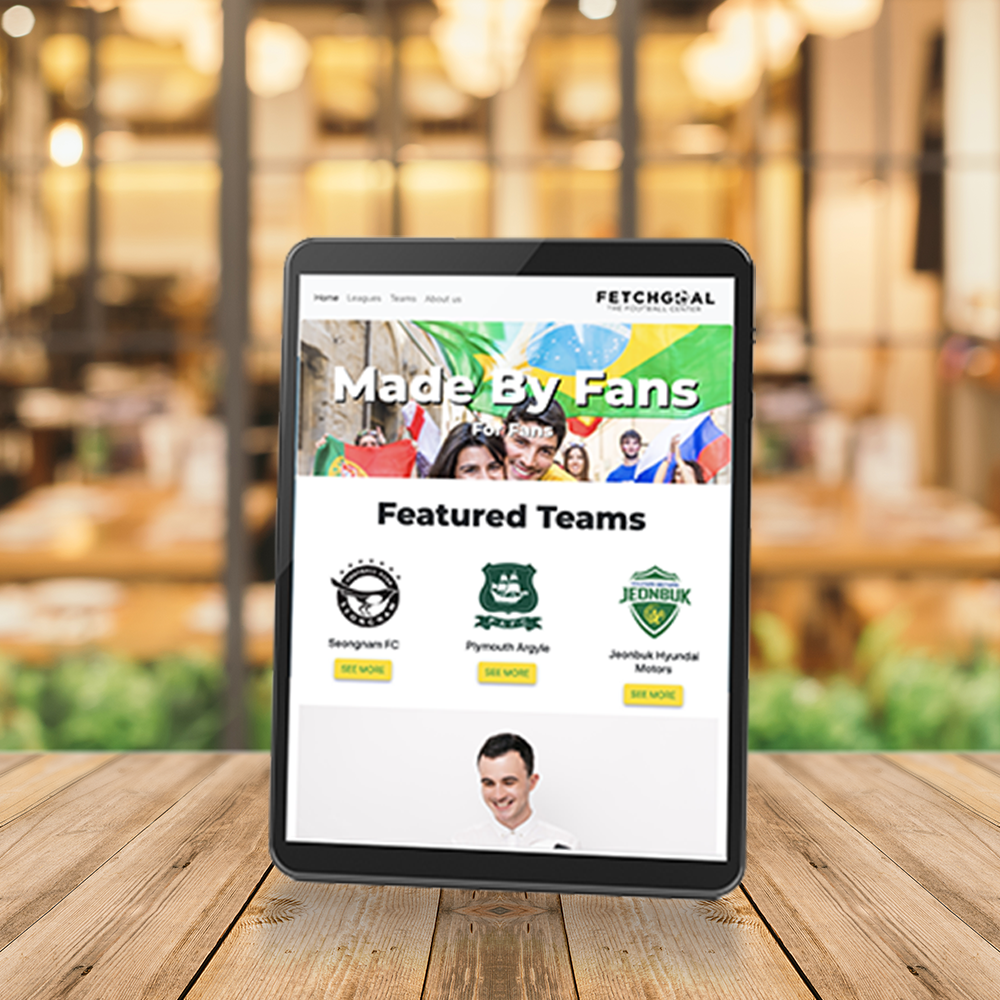 Home Leagues Teams About us
FETCHGOAL
THE FOOTBALL CENTER
Made By Fans
For Fans
Featured Teams
JEONBUK
Seongnam FC
Plymouth Argyle
Jeonbuk Hyundai
Motors
SEE MORE
SEE MORE
SEE MORE